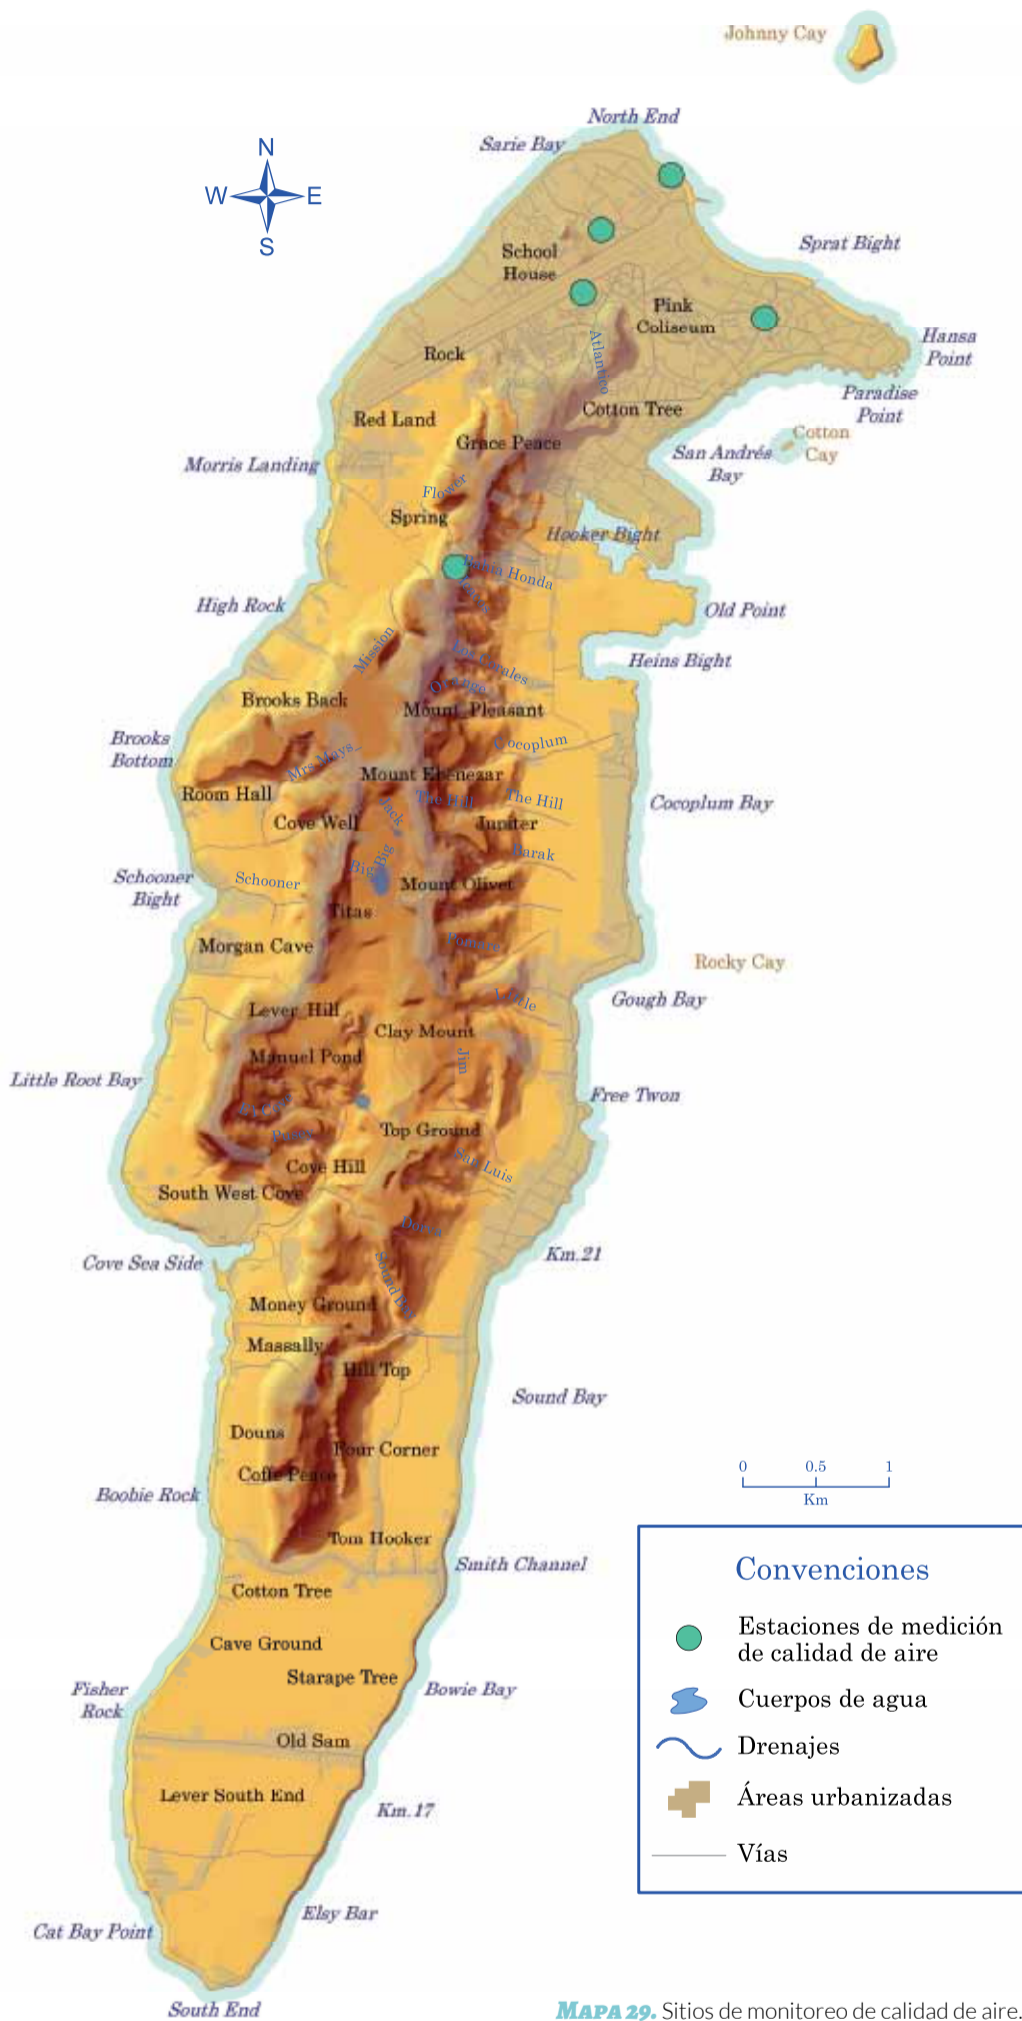 Johnny Cay
North End
Sarie Bay
N
W
E
S
Sprat Bight
School
House
Pink
Coliseum
Hansa
Point
Atlantico
Rock
Paradise
Point
Cotton Tree
Red Land
Cotton
Cay
Grace Peace
San Andrés
Bay
Morris Landing
Flower
Spring
Hooker Bight
Bahia Honda
High Rock
Old Point
Mission
Los Corales
Heins Bight
Orange
Brooks Back
Mount Pleasant
Brooks
Bottom
Cocoplum
Mrs Mays
Mount Ebenezar
Room Hall
The Hill
The Hill
Cocoplum Bay
Jack
Cove Well
Jupiter
Big Big
Barak
Schooner
Bight
Schooner
Mount Olivet
Titas
Morgan Cave
Pomare
Rocky Cay
Little
Gough Bay
Lever Hill
Clay Mount
Manuel Pond
Jim
Little Root Bay
Free Twon
Top Ground
Cove Hill
San Luis
South West Cove
Km.21
Cove Sea Side
Sound Bay
Money Ground
Massally
Hill Top
Sound Bay
Douns
Four Corner
Coffe Peace
Boobie Rock
0
0.5
1
Km
Tom Hooker
Smith Channel
Cotton Tree
Cave Ground
Starape Tree
Fisher
Rock
Bowie Bay
Old Sam
Lever South End
Km.17
Elsy Bar
Cat Bay Point
South End
Convenciones
Estaciones de medición
de calidad de aire
Cuerpos de agua
Drenajes
Áreas urbanizadas
Vías
MAPA 29. Sitios de monitoreo de calidad de aire.